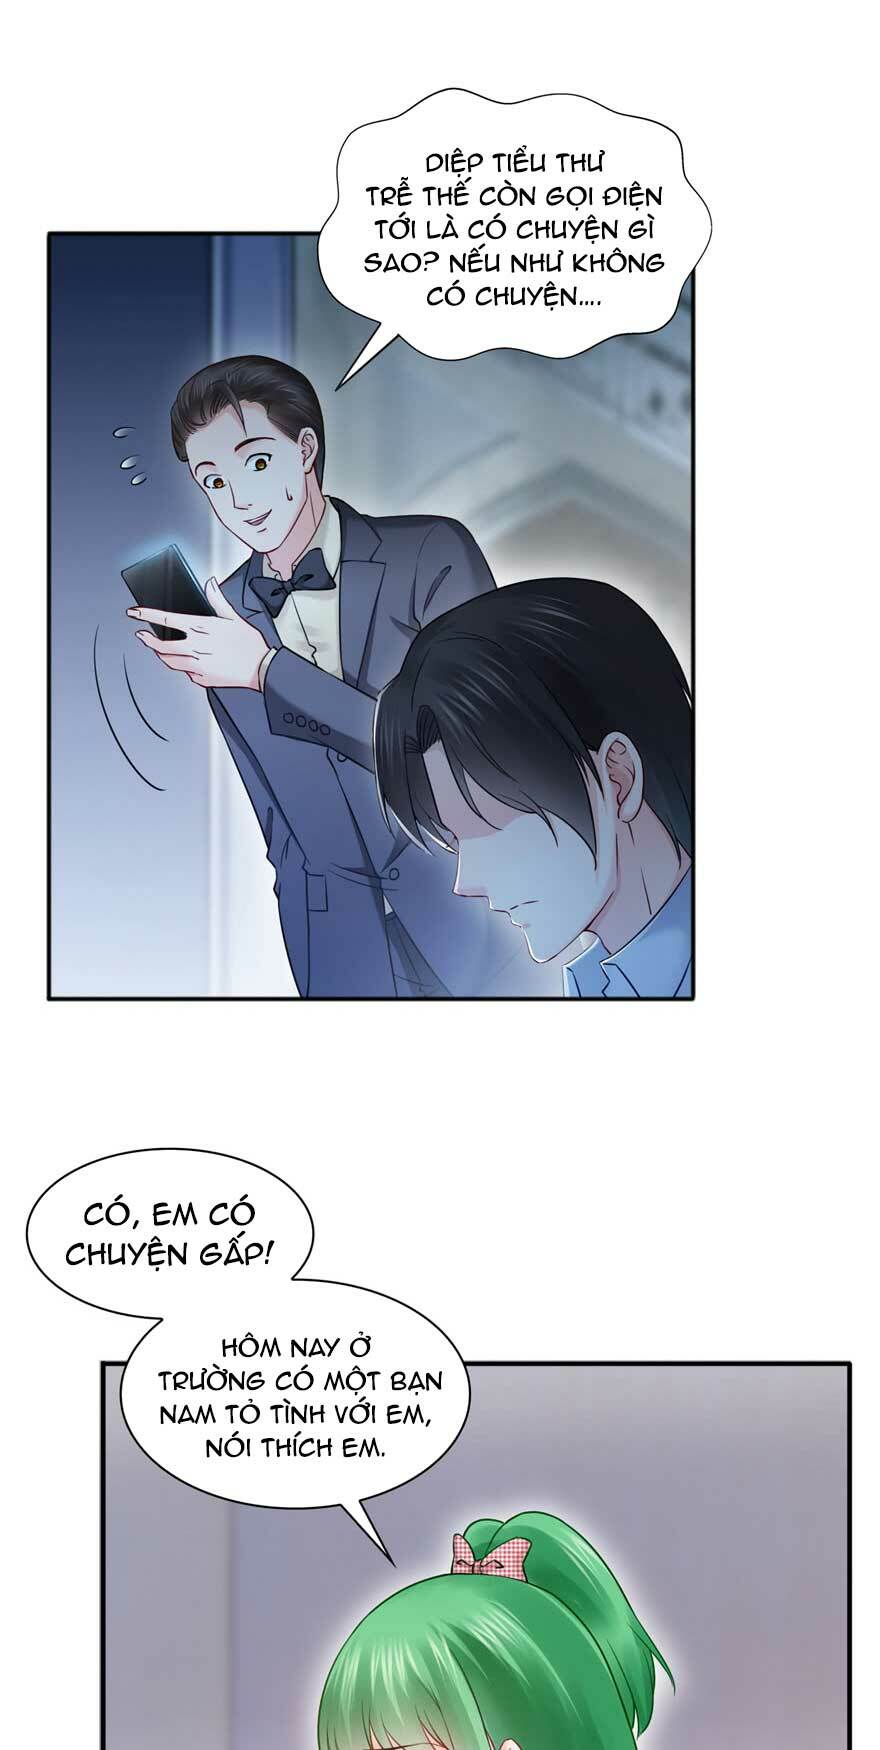 DIỆP TIỂU THƯ
TRỄ THẾ CÒN GỌI ĐIỆN
TỚI LÀ CÓ CHUYỆN GÌ
SAO? NẾU NHƯ KHÔNG
CÓ CHUYỆN....
CÓ, EM CÓ
CHUYỆN GẤP!
HÔM NAY Ở
TRƯỜNG CÓ MỘT BẠN
NAM TỎ TÌNH VỚI EM,
NÓI THÍCH EM.